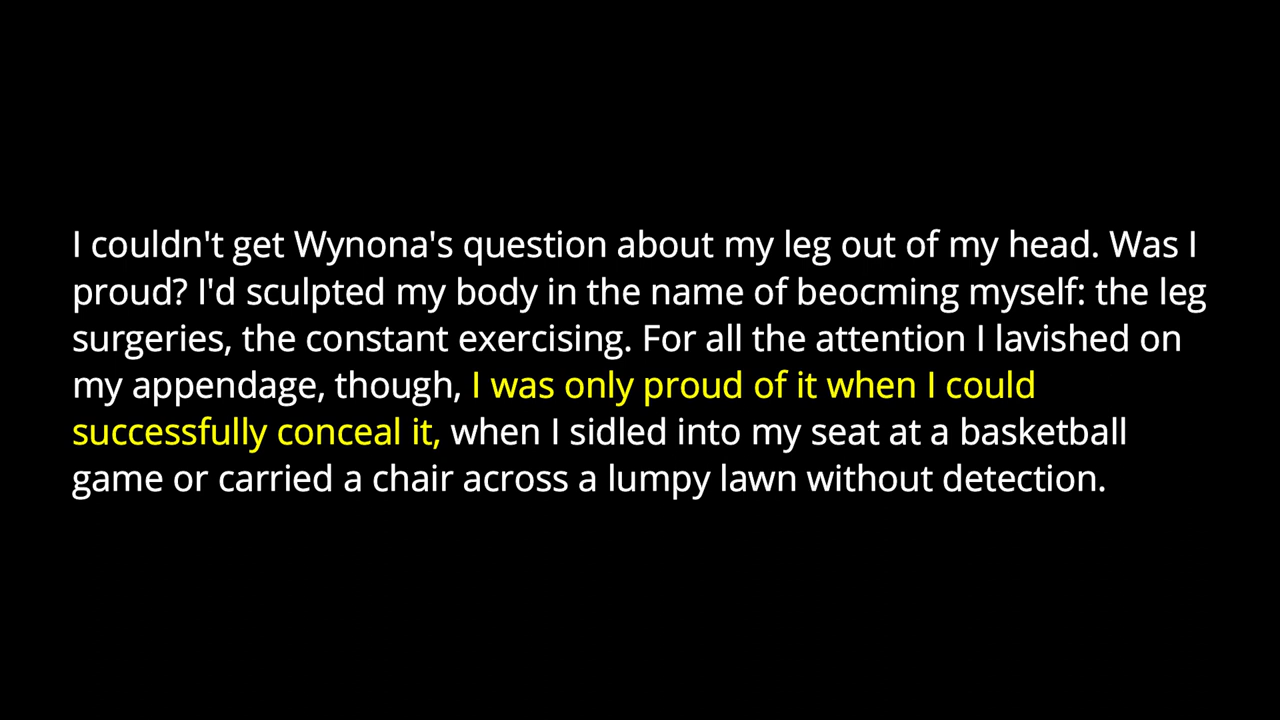 I couldn't get Wynona's question about my leg out of my head. Was I
proud? I'd sculpted my body in the name of beocming myself: the leg
surgeries, the constant exercising. For all the attention I lavished on
my appendage, though, I was only proud of it when I could
successfully conceal it, when I sidled into my seat at a basketball
game or carried a chair across a lumpy lawn without detection.